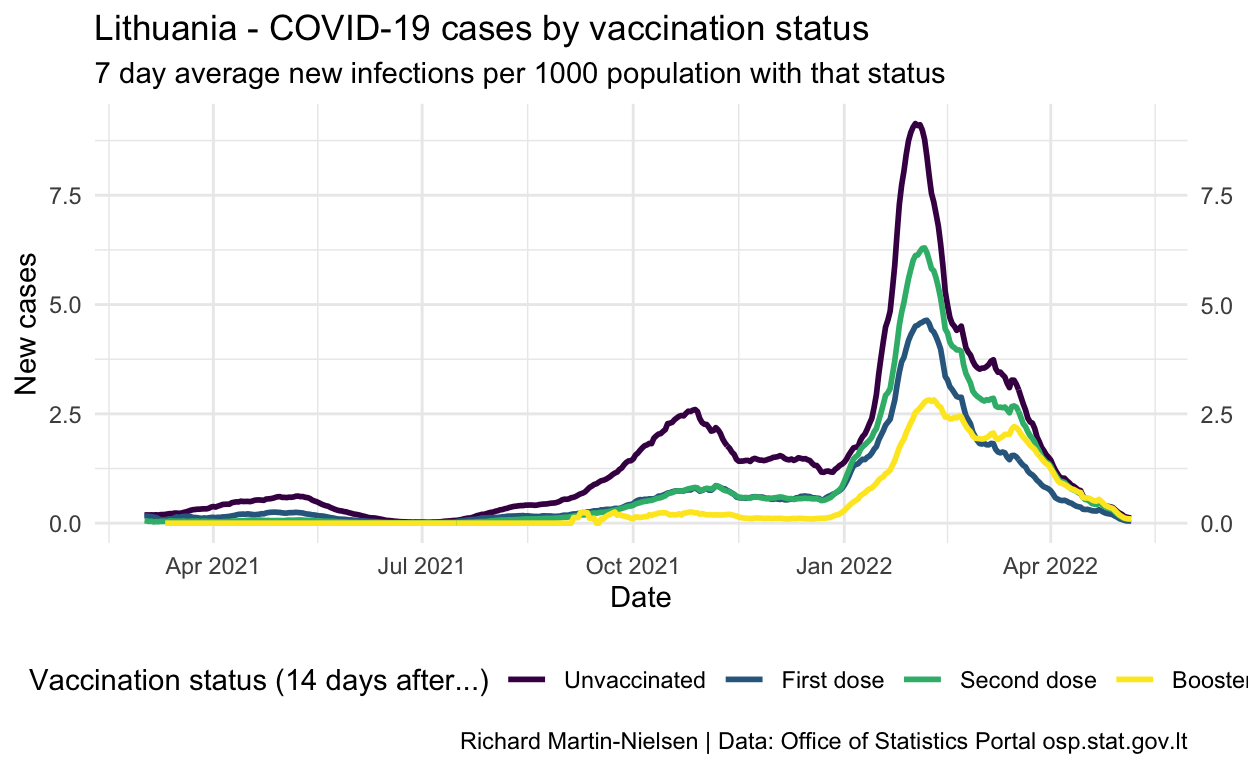 Lithuania - COVID-19 cases by vaccination status
7 day average new infections per 1000 population with that status
New cases
7.5
5.0
2.5
0.0
7.5
5.0
2.5
0.0
Apr 2021 Jul 2021 Oct 2021 Jan 2022 Apr 2022
Date
Vaccination status (14 days after...) Unvaccinated First dose Second dose Booster
Richard Martin-Nielsen | Data: Office of Statistics Portal osp.stat.gov.lt